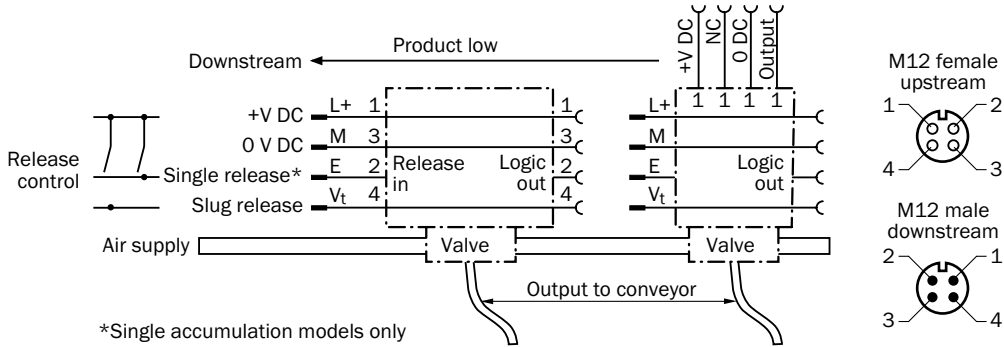 +V DC
NC
0 DC
Output
Product low
Downstream
1 1 1 1
+V DC L+ 1 1 L+
0 V DC M 3 3 M
Release control
Single release* E 2 Release in Logic out 2 E Logic out
Slug release Vt 4 4 Vt
Air supply
Valve Valve
Output to conveyor
*Single accumulation models only
M12 female
upstream
1 2
4 3
M12 male
downstream
2 1
3 4